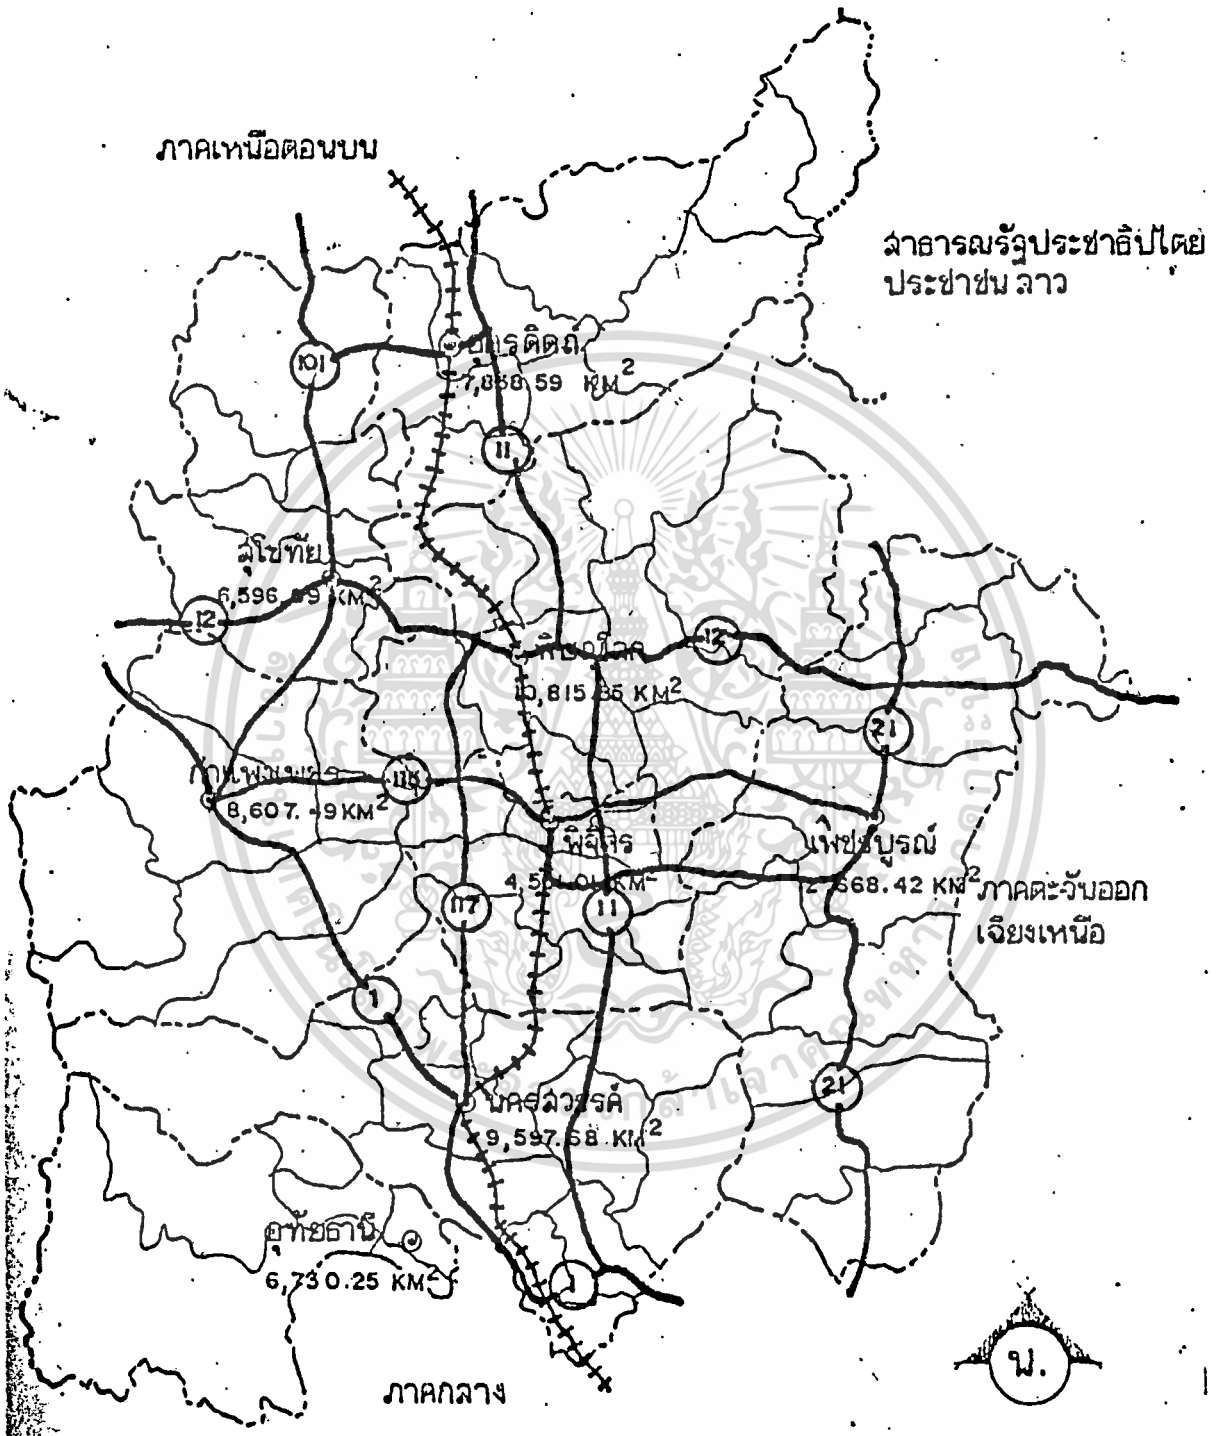 ภาคเหนือตอนบน
สาธารณรัฐประชาธิปไตย
ประชาชน ลาว
อุตรดิตถ์
KM²
101
11
สุโขทัย
KM²
12
12
พิษณุโลก
KM²
21
กำแพงเพชร
115
KM²
พิจิตร
KM²
เพชรบูรณ์
KM²
ภาคตะวันออก
เฉียงเหนือ
117
11
1
21
นครสวรรค์
9,597.68 KM²
อุทัยธานี
6,730.25 KM²
1
ภาคกลาง
น.